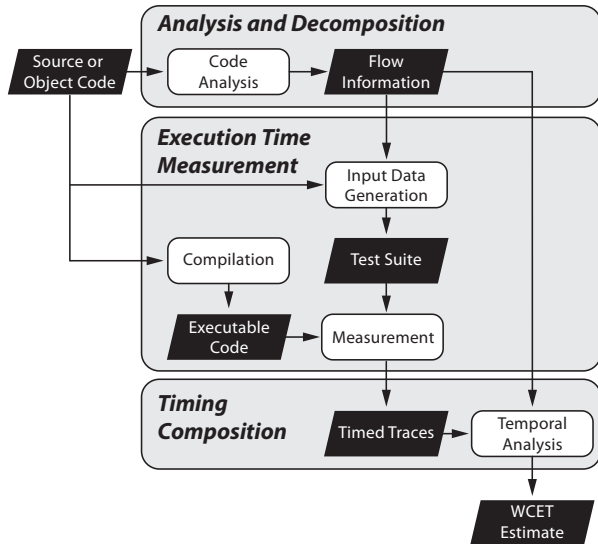 Analysis and Decomposition
Source or
Object Code
Code
Analysis
Flow
Information
Execution Time
Measurement
Input Data
Generation
Compilation
Test Suite
Executable
Code
Measurement
Timing
Composition
Timed Traces
Temporal
Analysis
WCET
Estimate